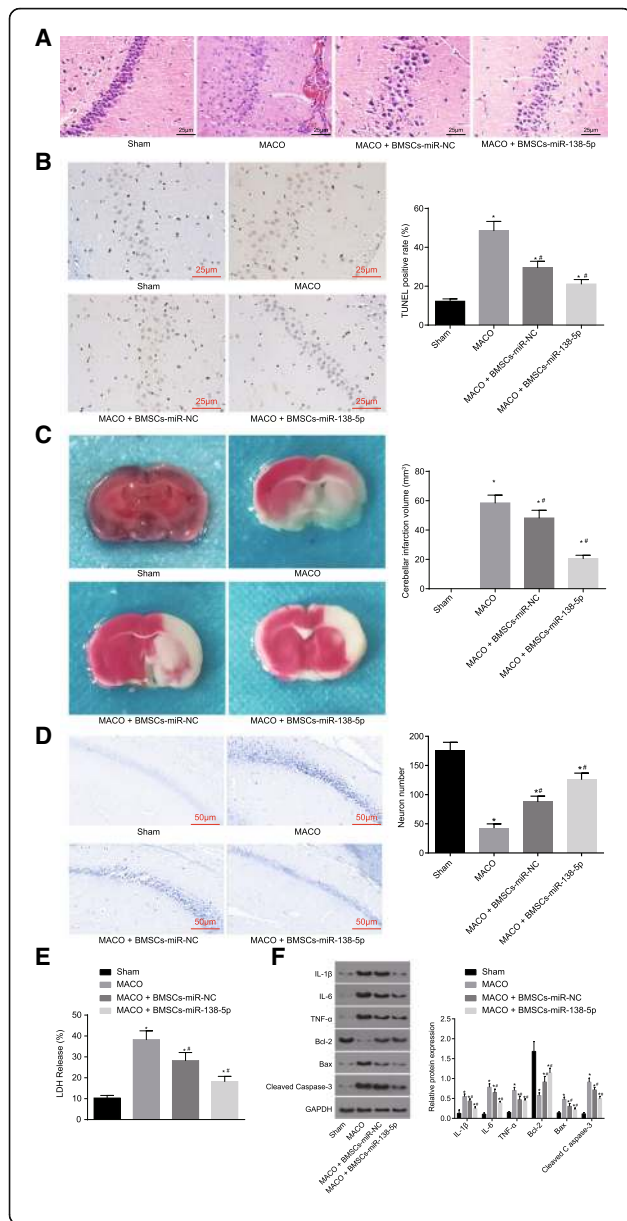 A
25μm
25μm
25μm
25μm
Sham
MACO
MACO + BMSCs-miR-NC
MACO + BMSCs-miR-138-5p
B
25μm
25μm
Sham
MACO
25μm
25μm
MACO + BMSCs-miR-NC
MACO + BMSCs-miR-138-5p
TUNEL positive rate (%)
60
40
20
0
*
* #
* #
Sham
MACO
MACO + BMSCs-miR-NC
MACO + BMSCs-miR-138-5p
C
Sham
MACO
MACO + BMSCs-miR-NC
MACO + BMSCs-miR-138-5p
Cerebellar infarction volume (mm³)
80
60
40
20
0
*
* #
* #
Sham
MACO
MACO + BMSCs-miR-NC
MACO + BMSCs-miR-138-5p
D
50μm
50μm
Sham
MACO
50μm
50μm
MACO + BMSCs-miR-NC
MACO + BMSCs-miR-138-5p
Neuron number
200
150
100
50
0
*
*#
*#
Sham
MACO
MACO + BMSCs-miR-NC
MACO + BMSCs-miR-138-5p
E
Sham
MACO
MACO + BMSCs-miR-NC
MACO + BMSCs-miR-138-5p
LDH Release (%)
50
40
30
20
10
0
*
* #
* #
F
IL-1β
IL-6
TNF-α
Bcl-2
Bax
Cleaved Caspase-3
GAPDH
Sham
MACO
MACO + BMSCs-miR-NC
MACO + BMSCs-miR-138-5p
Sham
MACO
MACO + BMSCs-miR-NC
MACO + BMSCs-miR-138-5p
Relative protein expression
2.5
2.0
1.5
1.0
0.5
0.0
IL-1β
IL-6
TNF-α
Bcl-2
Bax
Cleaved C aspase-3